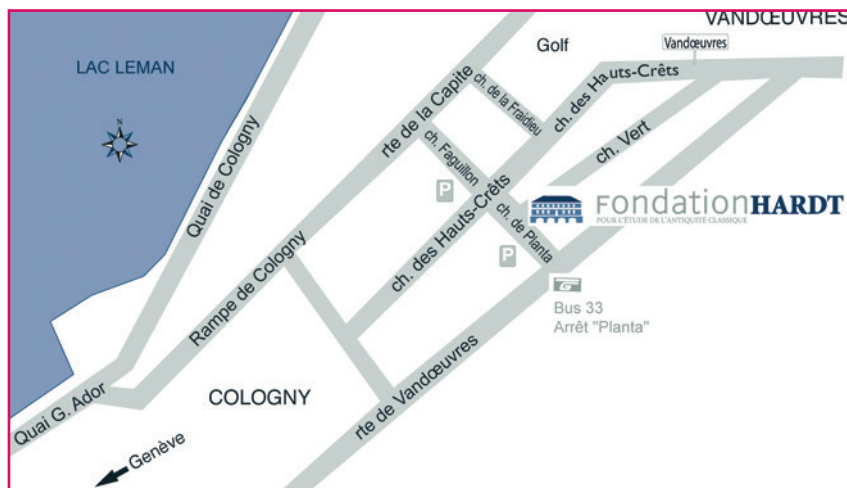 VANDŒUVRES
Vandœuvres
Golf
LAC LEMAN
N
ch. des Hauts-Crêts
rte de la Capite
ch. de la Fraidieu
ch. Vert
Quai de Cologny
ch. Faguillon
P
fondation HARDT
POUR L'ÉTUDE DE L'ANTIQUITÉ CLASSIQUE
ch. des Hauts-Crêts
ch. de Planta
P
Rampe de Cologny
Bus 33
Arrêt "Planta"
rte de Vandœuvres
COLOGNY
Quai G. Ador
Genève